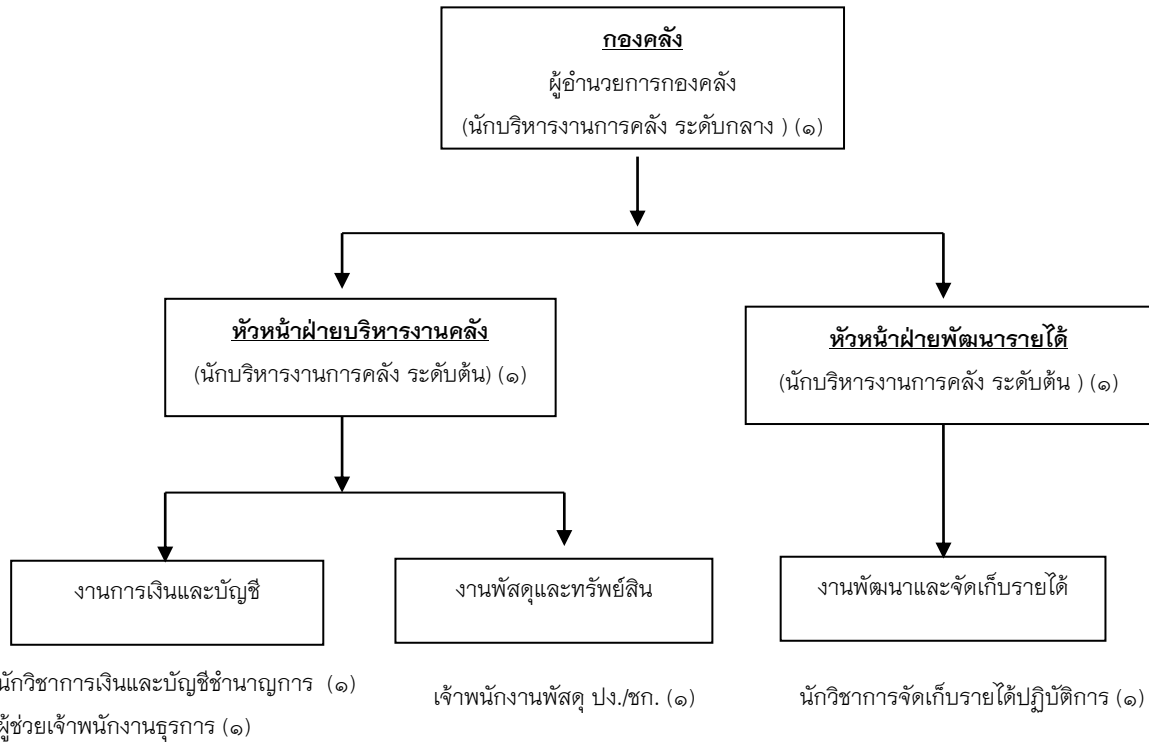 กองคลัง
ผู้อำนวยการกองคลัง
(นักบริหารงานการคลัง ระดับกลาง ) (๑)
หัวหน้าฝ่ายบริหารงานคลัง
(นักบริหารงานการคลัง ระดับต้น) (๑)
หัวหน้าฝ่ายพัฒนารายได้
(นักบริหารงานการคลัง ระดับต้น ) (๑)
งานการเงินและบัญชี
งานพัสดุและทรัพย์สิน
งานพัฒนาและจัดเก็บรายได้
นักวิชาการเงินและบัญชีชำนาญการ (๑)
ผู้ช่วยเจ้าพนักงานธุรการ (๑)
เจ้าพนักงานพัสดุ ปง./ชก. (๑)
นักวิชาการจัดเก็บรายได้ปฏิบัติการ (๑)